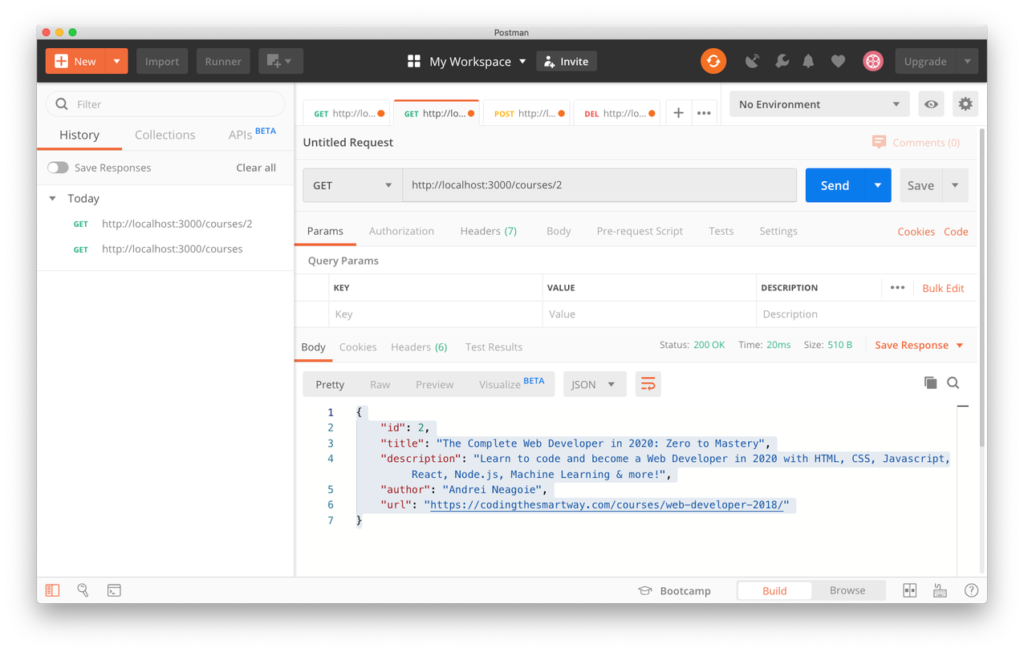 Postman
New
Import
Runner
My Workspace
Invite
Upgrade
Filter
History
Collections
APIs BETA
Save Responses
Clear all
Today
GET http://localhost:3000/courses/2
GET http://localhost:3000/courses
GET http://lo...
GET http://lo...
POST http://l...
DEL http://lo...
+
•••
No Environment
Untitled Request
Comments (0)
GET
http://localhost:3000/courses/2
Send
Save
Params
Authorization
Headers (7)
Body
Pre-request Script
Tests
Settings
Cookies
Code
Query Params
KEY
VALUE
DESCRIPTION
•••
Bulk Edit
Key
Value
Description
Body
Cookies
Headers (6)
Test Results
Status: 200 OK
Time: 20ms
Size: 510 B
Save Response
Pretty
Raw
Preview
Visualize BETA
JSON
1 {
2 "id": 2,
3 "title": "The Complete Web Developer in 2020: Zero to Mastery",
4 "description": "Learn to code and become a Web Developer in 2020 with HTML, CSS, Javascript,
React, Node.js, Machine Learning & more!",
5 "author": "Andrei Neagoie",
6 "url": "https://codingthesmartway.com/courses/web-developer-2018/"
7 }
Bootcamp
Build
Browse
?